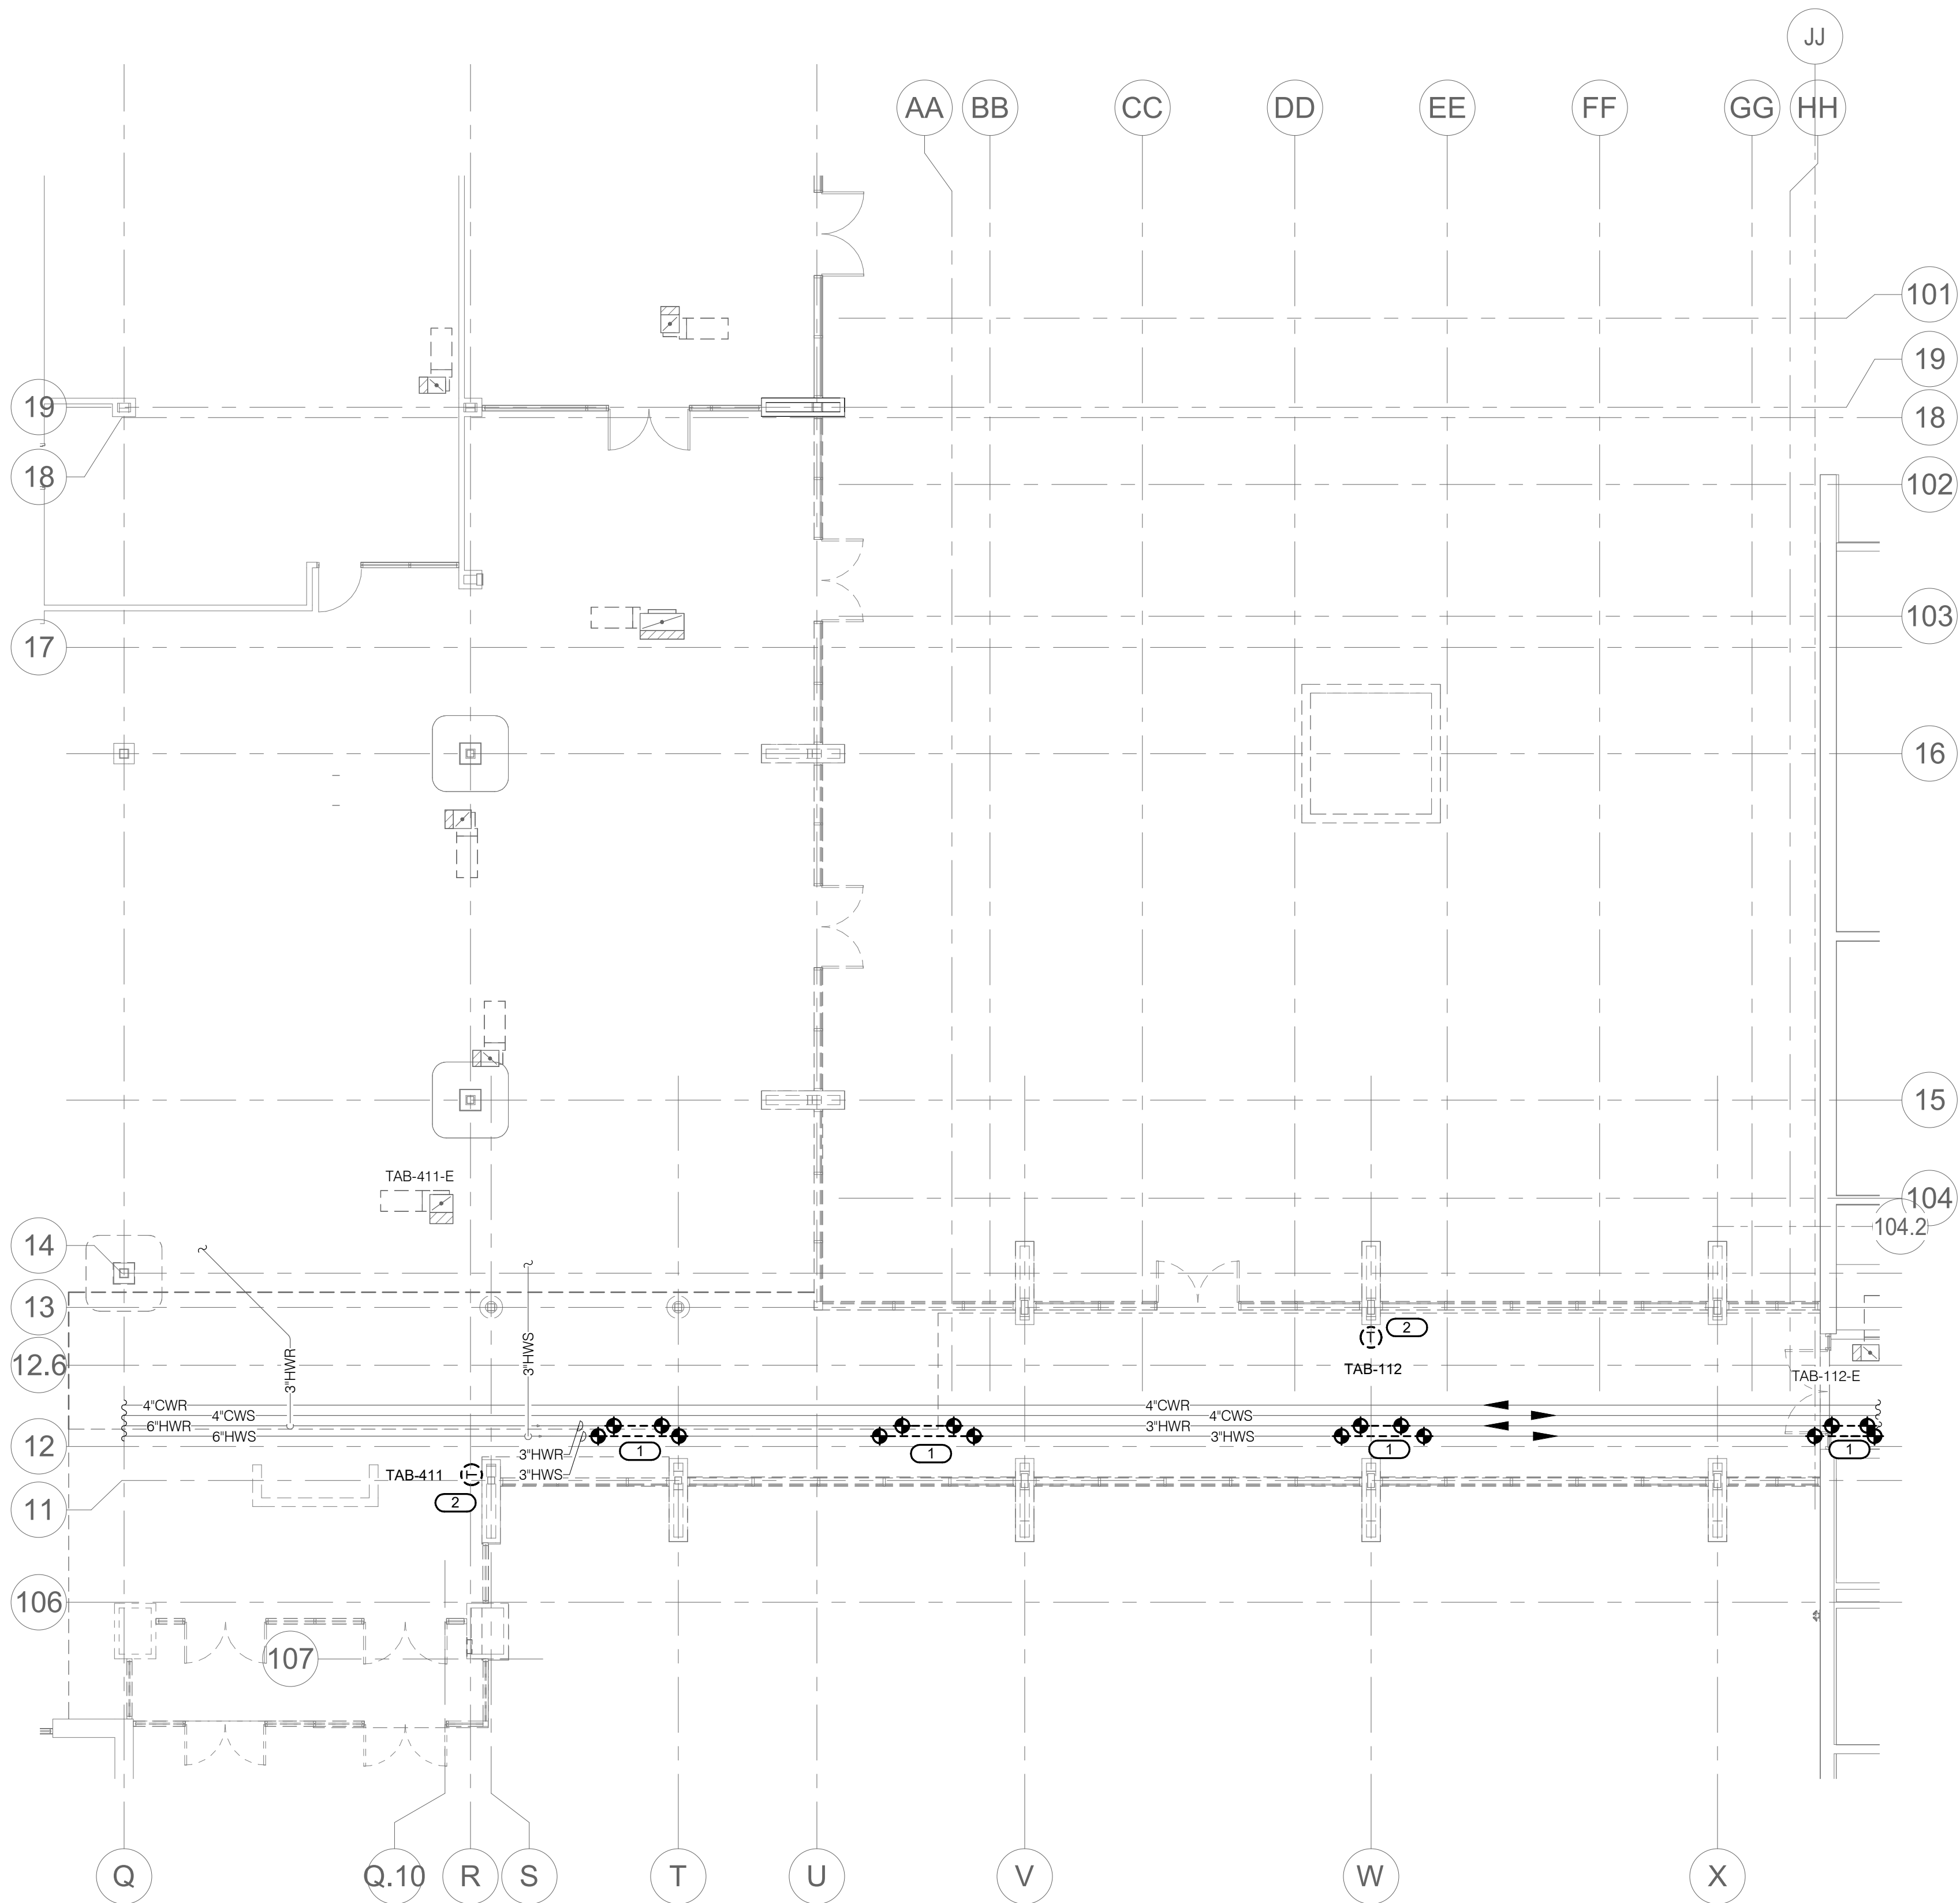 JJ
AA
BB
CC
DD
EE
FF
GG
HH
101
19
19
18
18
102
103
17
16
15
TAB-411-E
104
104.2
14
13
3"HWR
3"HWS
2
T
12.6
TAB-112
TAB-112-E
4"CWR
4"CWR
4"CWS
4"CWS
6"HWR
3"HWR
6"HWS
3"HWS
12
1
1
1
1
3"HWR
3"HWS
TAB-411
T
2
11
106
107
Q
Q.10
R
S
T
U
V
W
X